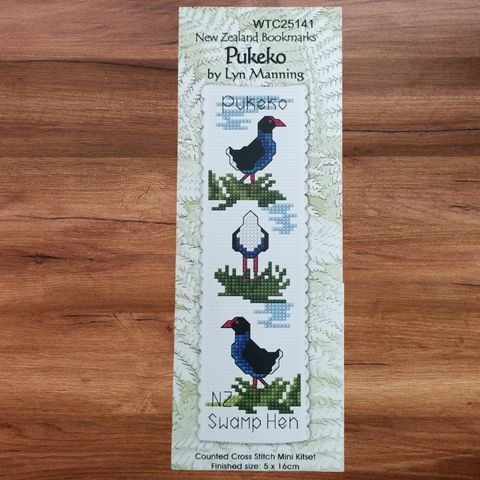 WTC25141
New Zealand Bookmarks
Pukeko
by Lyn Manning
Pukeko
NZ
Swamp Hen
Counted Cross Stitch Mini Kitset
Finished size: 5 x 16cm